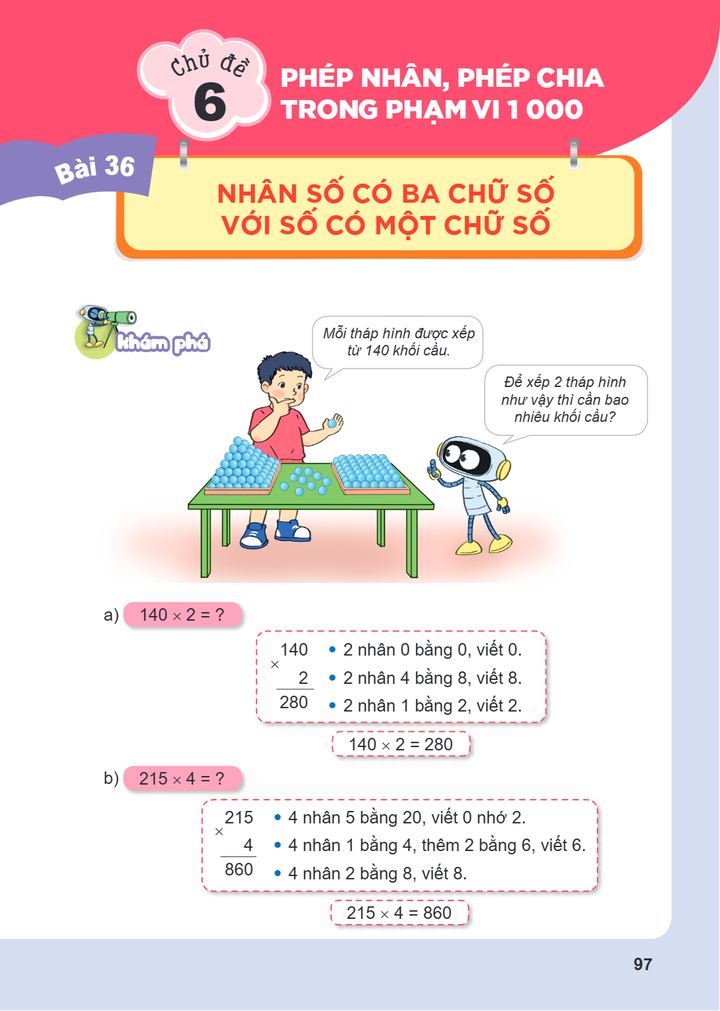 Chủ đề
6
PHÉP NHÂN, PHÉP CHIA
TRONG PHẠM VI 1 000
Bài 36
NHÂN SỐ CÓ BA CHỮ SỐ
VỚI SỐ CÓ MỘT CHỮ SỐ
khám phá
Mỗi tháp hình được xếp
từ 140 khối cầu.
Để xếp 2 tháp hình
như vậy thì cần bao
nhiêu khối cầu?
a) 140 × 2 = ?
140 • 2 nhân 0 bằng 0, viết 0.
×
2 • 2 nhân 4 bằng 8, viết 8.
280 • 2 nhân 1 bằng 2, viết 2.
140 × 2 = 280
b) 215 × 4 = ?
215 • 4 nhân 5 bằng 20, viết 0 nhớ 2.
×
4 • 4 nhân 1 bằng 4, thêm 2 bằng 6, viết 6.
860 • 4 nhân 2 bằng 8, viết 8.
215 × 4 = 860
97